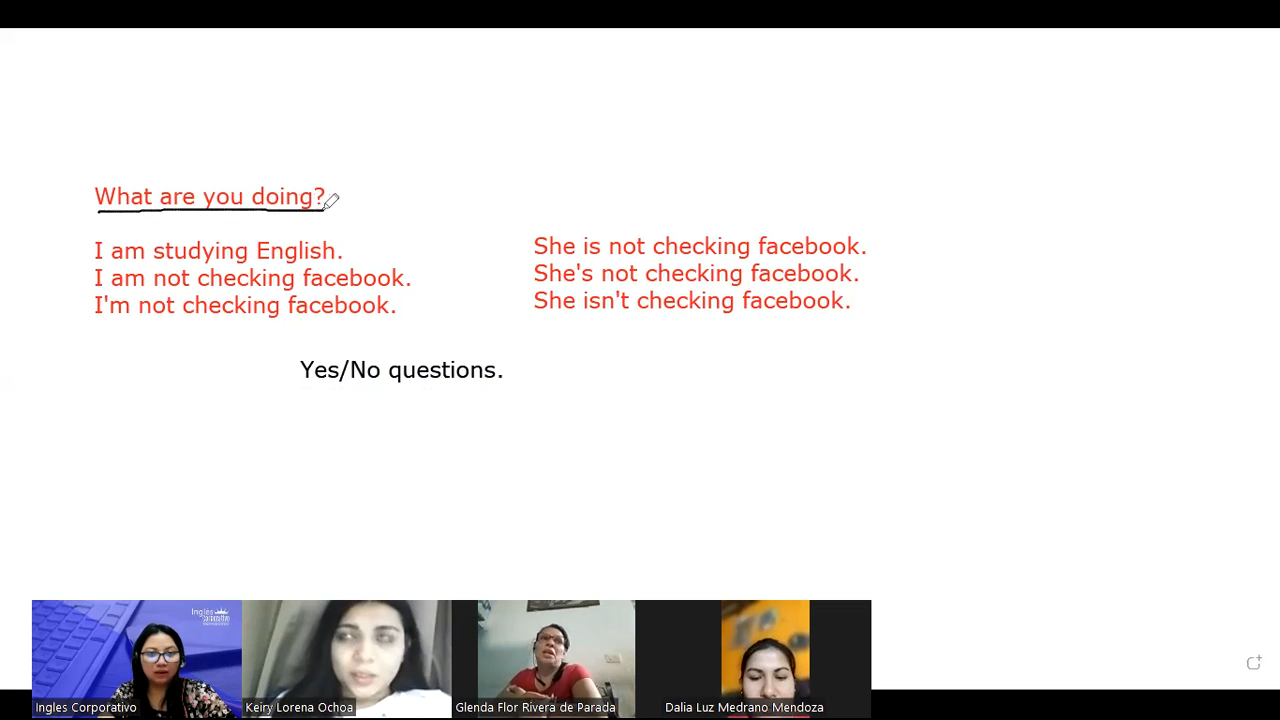 What are you doing?
I am studying English.
I am not checking facebook.
I'm not checking facebook.
She is not checking facebook.
She's not checking facebook.
She isn't checking facebook.
Yes/No questions.
Ingles
corporativo
Ingles Corporativo
Keiry Lorena Ochoa
Glenda Flor Rivera de Parada
Dalia Luz Medrano Mendoza